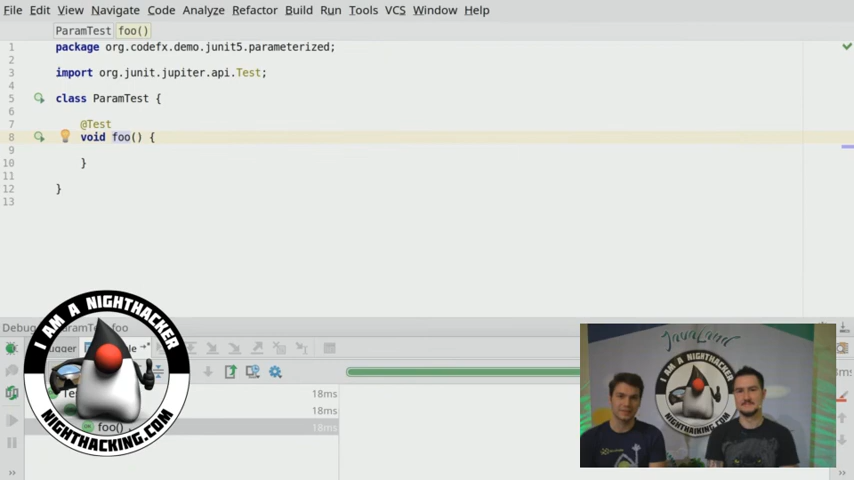 File Edit View Navigate Code Analyze Refactor Build Run Tools VCS Window Help
ParamTest foo()
1 package org.codefx.demo.junit5.parameterized;
2
3 import org.junit.jupiter.api.Test;
4
5 class ParamTest {
6
7 @Test
8 void foo() {
9
10 }
11
12 }
13
I AM A NIGHTHACKER
NIGHTHACKING.COM
18ms
18ms
foo() 18ms
JavaLand
I AM A NIGHTHACKER
NIGHTHACKING.COM